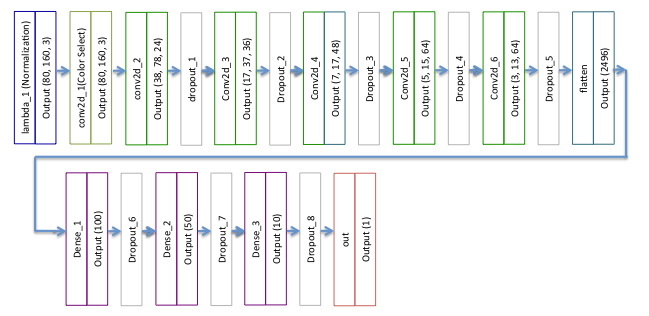 lambda_1 (Normalization)
Output (80, 160, 3)
conv2d_1(Color Select)
Output (80, 160, 3)
conv2d_2
Output (38, 78, 24)
dropout_1
Conv2d_3
Output (17, 37, 36)
Dropout_2
Conv2d_4
Output (7, 17, 48)
Dropout_3
Conv2d_5
Output (5, 15, 64)
Dropout_4
Conv2d_6
Output (3, 13, 64)
Dropout_5
flatten
Output (2496)
Dense_1
Output (100)
Dropout_6
Dense_2
Output (50)
Dropout_7
Dense_3
Output (10)
Dropout_8
out
Output (1)